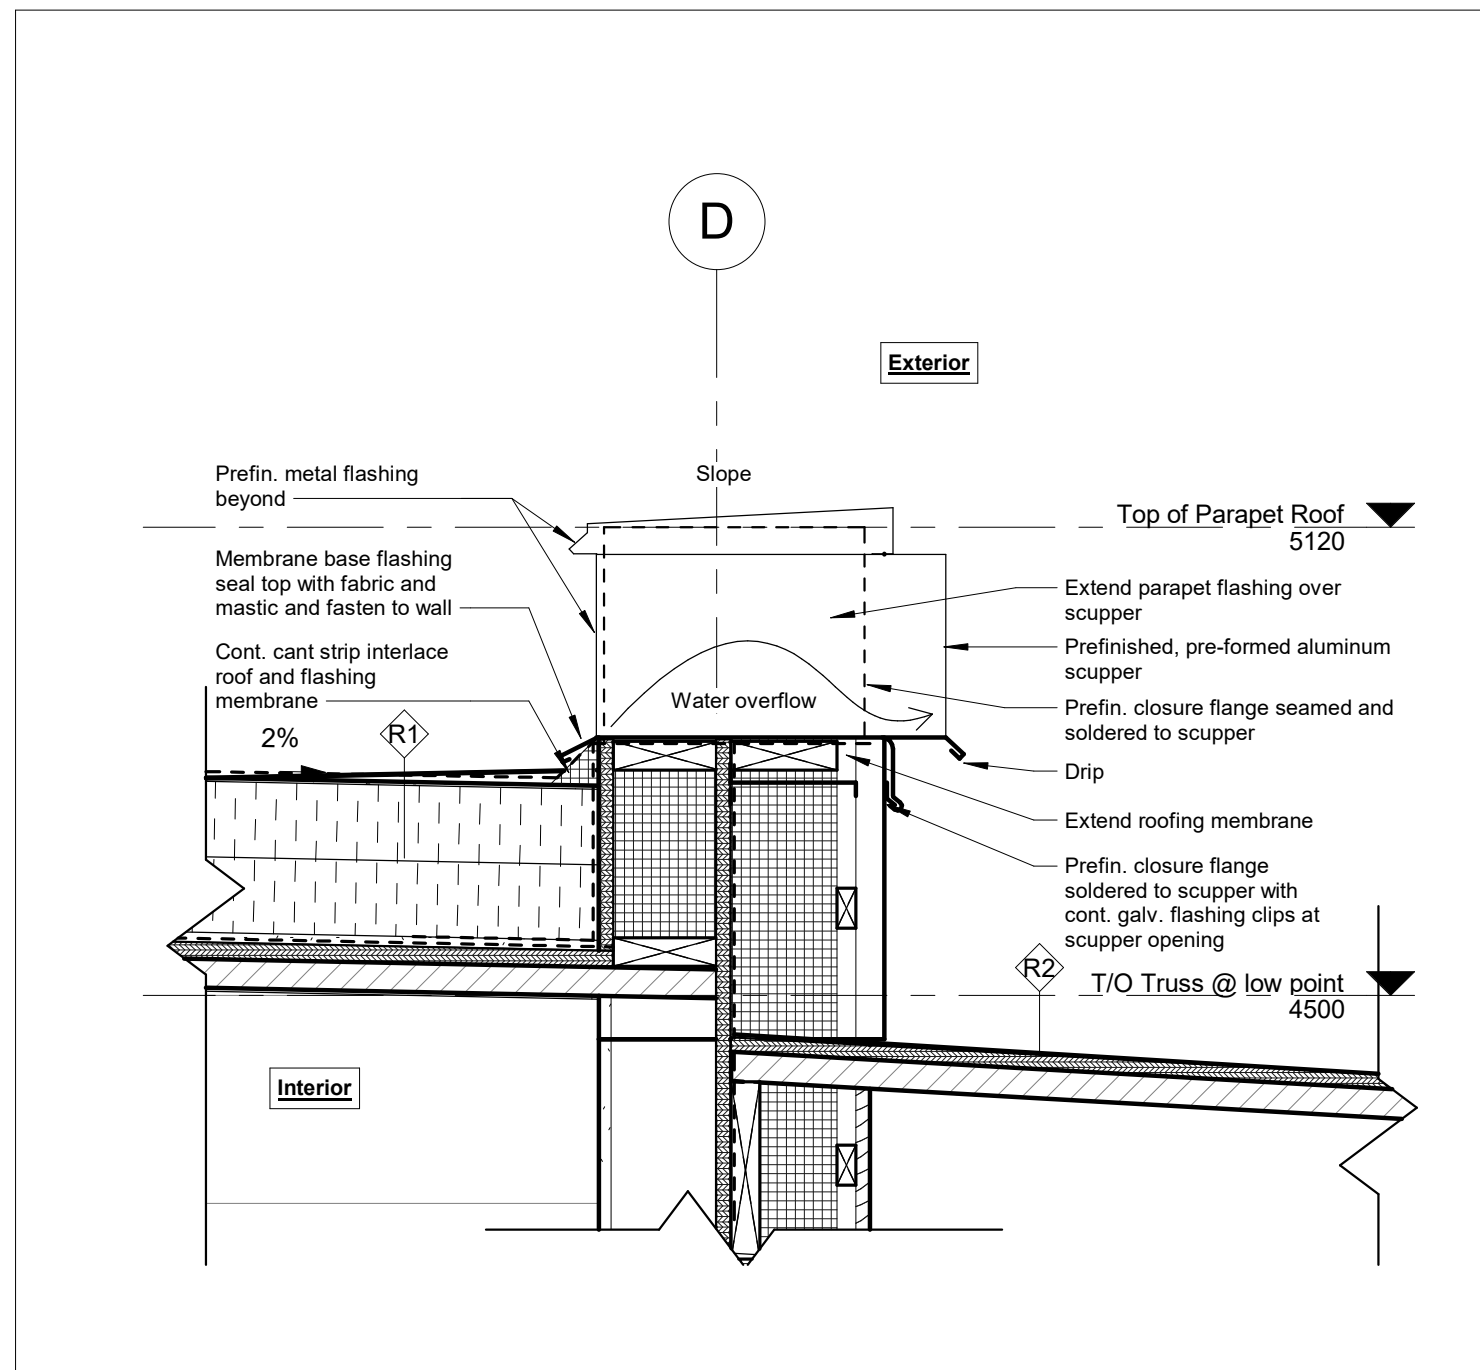 D
Exterior
Slope
Prefin. metal flashing
beyond
Membrane base flashing
seal top with fabric and
mastic and fasten to wall
Cont. cant strip interlace
roof and flashing
membrane
2%
R1
Water overflow
Top of Parapet Roof
5120
Extend parapet flashing over
scupper
Prefinished, pre-formed aluminum
scupper
Prefin. closure flange seamed and
soldered to scupper
Drip
Extend roofing membrane
Prefin. closure flange
soldered to scupper with
cont. galv. flashing clips at
scupper opening
R2
T/O Truss @ low point
4500
Interior